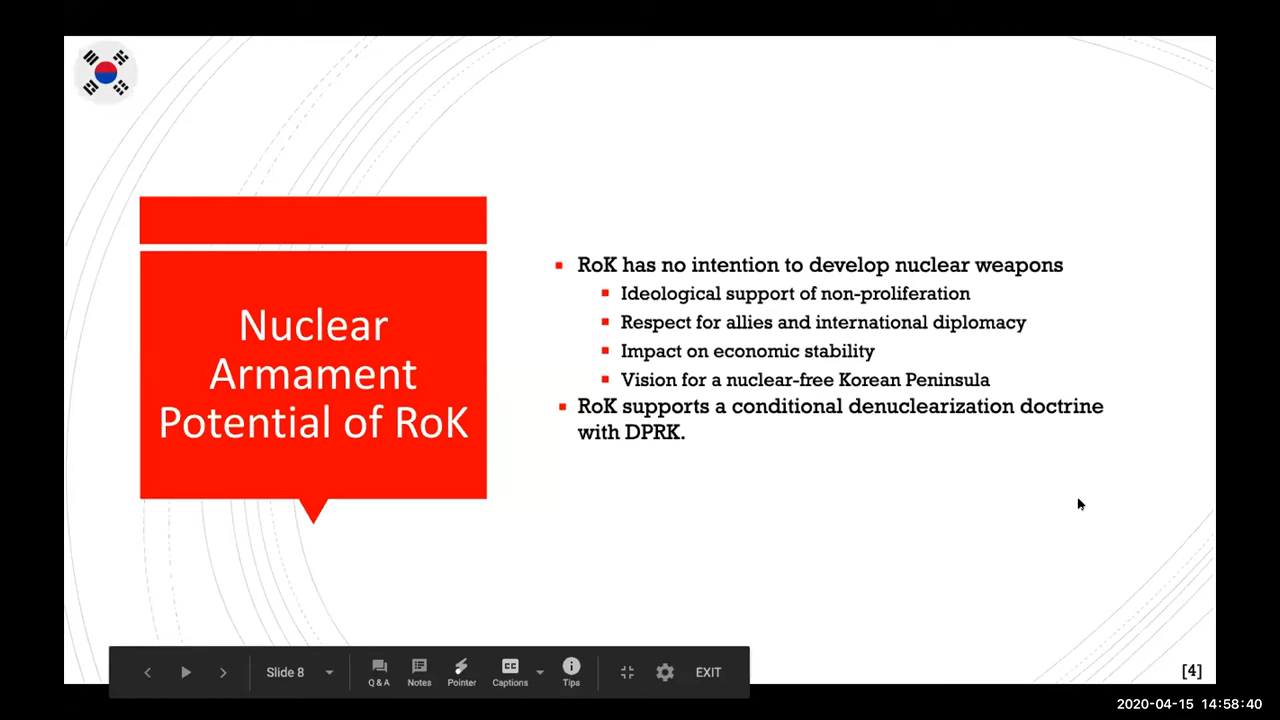 Nuclear
Armament
Potential of RoK
RoK has no intention to develop nuclear weapons
Ideological support of non-proliferation
Respect for allies and international diplomacy
Impact on economic stability
Vision for a nuclear-free Korean Peninsula
RoK supports a conditional denuclearization doctrine
with DPRK.
Slide 8
Q & A
Notes
Pointer
Captions
Tips
EXIT
[4]
2020-04-15 14:58:40